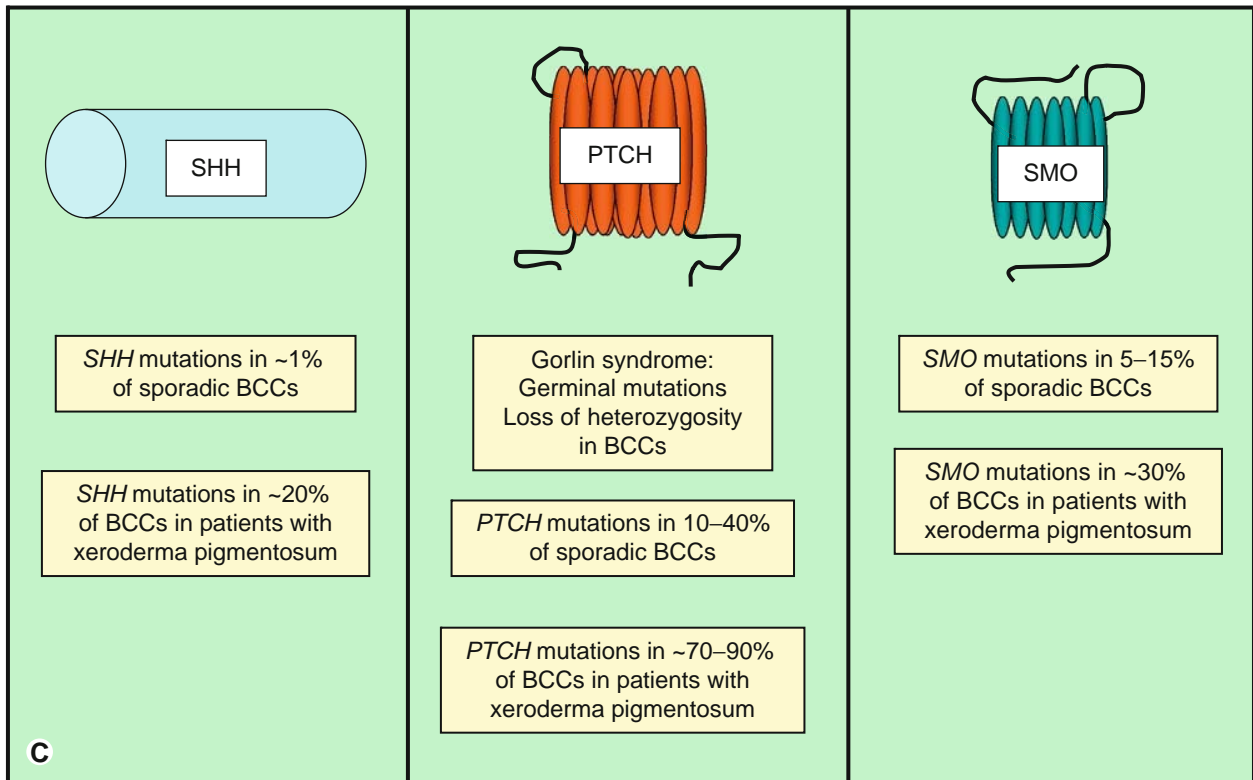 SHH
SHH mutations in ~1%
of sporadic BCCs
SHH mutations in ~20%
of BCCs in patients with
xeroderma pigmentosum
PTCH
Gorlin syndrome:
Germinal mutations
Loss of heterozygosity
in BCCs
PTCH mutations in 10–40%
of sporadic BCCs
PTCH mutations in ~70–90%
of BCCs in patients with
xeroderma pigmentosum
SMO
SMO mutations in 5–15%
of sporadic BCCs
SMO mutations in ~30%
of BCCs in patients with
xeroderma pigmentosum
C